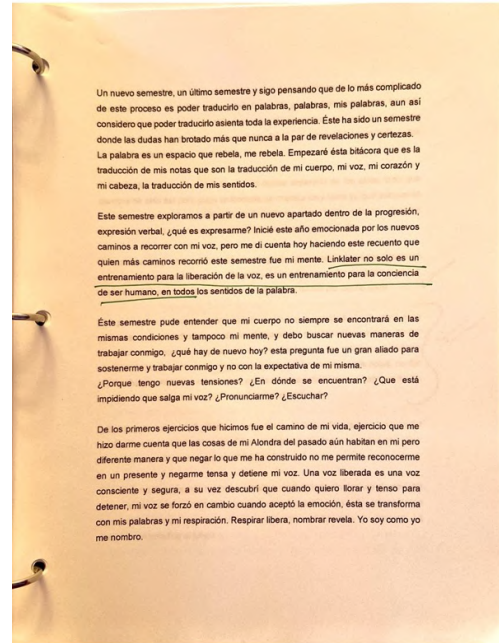 Un nuevo semestre, un último semestre y sigo pensando que de lo más complicado
de este proceso es poder traducirlo en palabras, palabras, mis palabras, aun así
considero que poder traducirlo asienta toda la experiencia. Éste ha sido un semestre
donde las dudas han brotado más que nunca a la par de revelaciones y certezas.
La palabra es un espacio que rebela, me rebela. Empezaré ésta bitácora que es la
traducción de mis notas que son la traducción de mi cuerpo, mi voz, mi corazón y
mi cabeza, la traducción de mis sentidos.
Este semestre exploramos a partir de un nuevo apartado dentro de la progresión,
expresión verbal, ¿qué es expresarme? Inicié este año emocionada por los nuevos
caminos a recorrer con mi voz, pero me di cuenta hoy haciendo este recuento que
quien más caminos recorrió este semestre fue mi mente. Linklater no solo es un
entrenamiento para la liberación de la voz, es un entrenamiento para la conciencia
de ser humano, en todos los sentidos de la palabra.
Éste semestre pude entender que mi cuerpo no siempre se encontrará en las
mismas condiciones y tampoco mi mente, y debo buscar nuevas maneras de
trabajar conmigo, ¿qué hay de nuevo hoy? esta pregunta fue un gran aliado para
sostenerme y trabajar conmigo y no con la expectativa de mi misma.
¿Porque tengo nuevas tensiones? ¿En dónde se encuentran? ¿Que está
impidiendo que salga mi voz? ¿Pronunciarme? ¿Escuchar?
De los primeros ejercicios que hicimos fue el camino de mi vida, ejercicio que me
hizo darme cuenta que las cosas de mi Alondra del pasado aún habitan en mi pero
diferente manera y que negar lo que me ha construido no me permite reconocerme
en un presente y negarme tensa y detiene mi voz. Una voz liberada es una voz
consciente y segura, a su vez descubrí que cuando quiero llorar y tenso para
detener, mi voz se forzó en cambio cuando aceptó la emoción, ésta se transforma
con mis palabras y mi respiración. Respirar libera, nombrar revela. Yo soy como yo
me nombro.